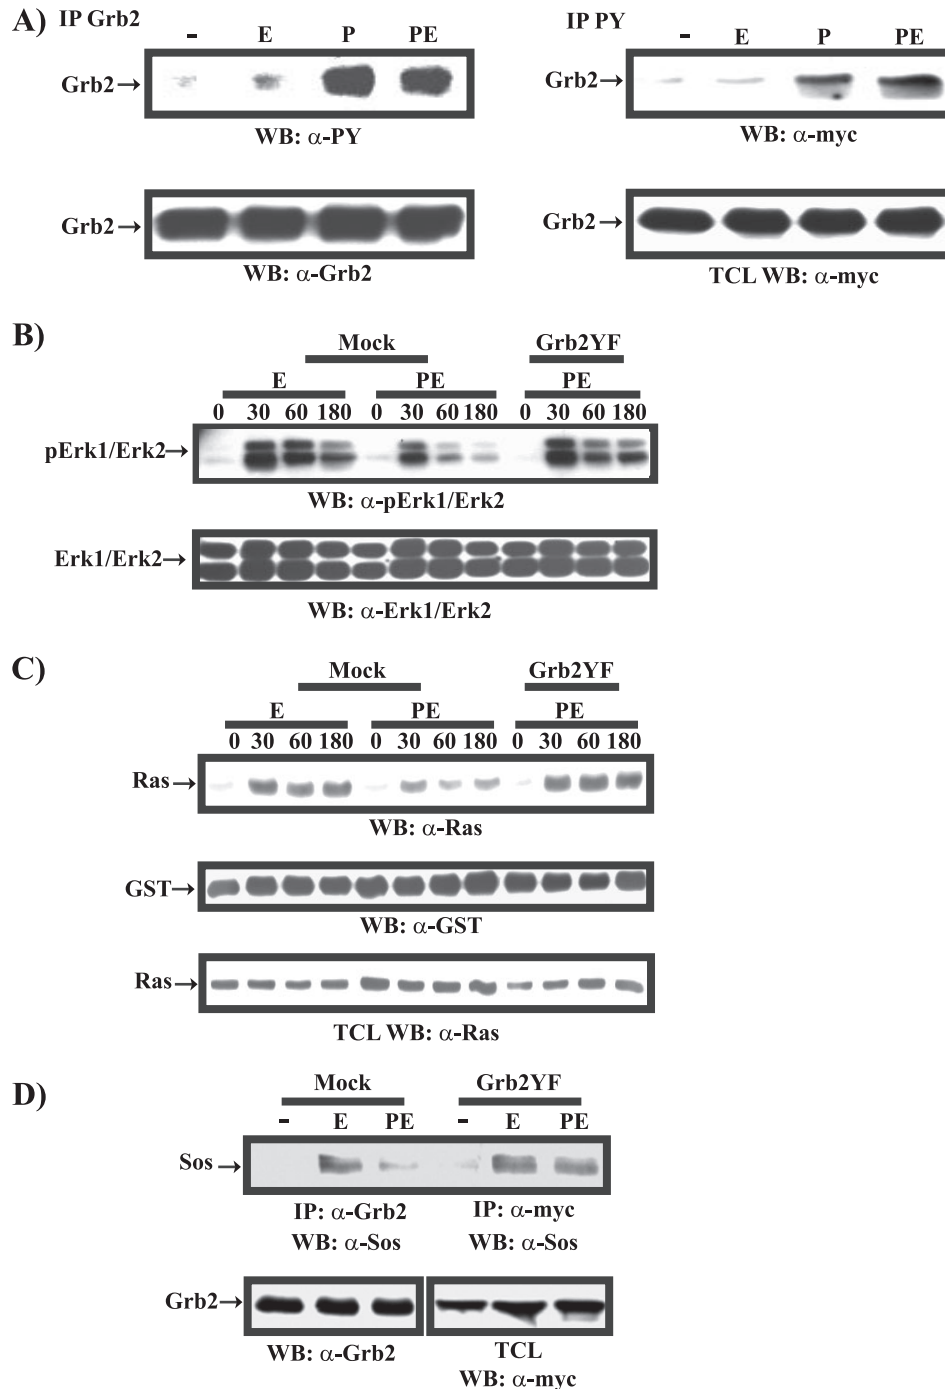 A)
IP Grb2
- E P PE
Grb2→
WB: α-PY
Grb2→
WB: α-Grb2
IP PY
- E P PE
Grb2→
WB: α-myc
Grb2→
TCL WB: α-myc
B)
Mock Grb2YF
E PE PE
0 30 60 180 0 30 60 180 0 30 60 180
pErk1/Erk2→
WB: α-pErk1/Erk2
Erk1/Erk2→
WB: α-Erk1/Erk2
C)
Mock Grb2YF
E PE PE
0 30 60 180 0 30 60 180 0 30 60 180
Ras→
WB: α-Ras
GST→
WB: α-GST
Ras→
TCL WB: α-Ras
D)
Mock Grb2YF
- E PE - E PE
Sos→
IP: α-Grb2 IP: α-myc
WB: α-Sos WB: α-Sos
Grb2→
WB: α-Grb2 TCL
WB: α-myc